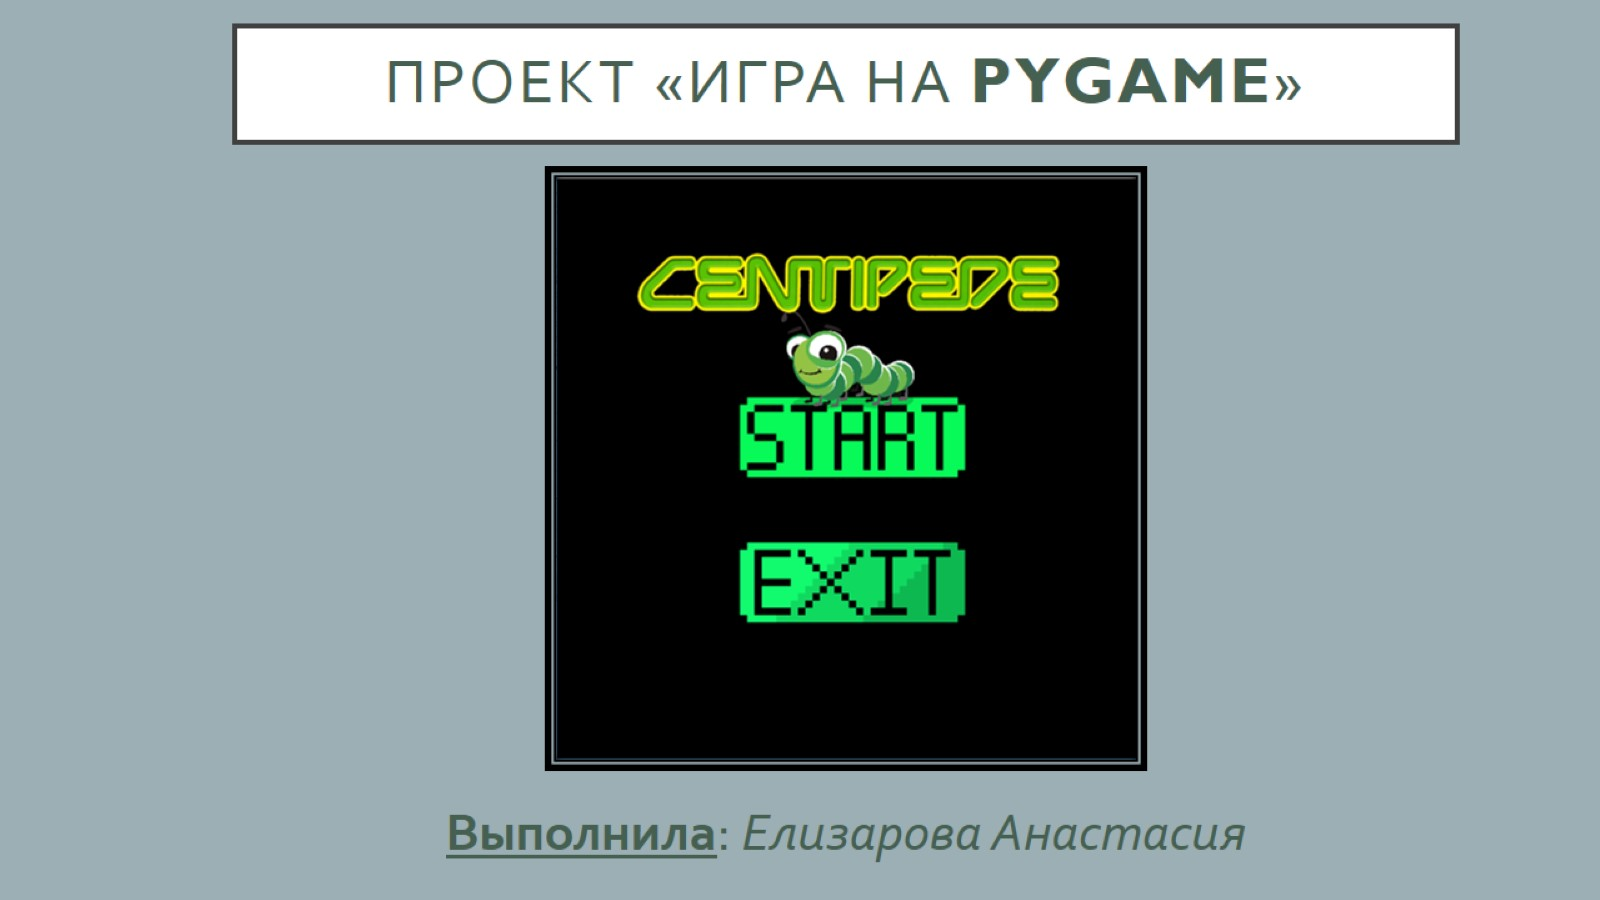 ПРОЕКТ «ИГРА НА PYGAME»
CENTIPEDE
START
EXIT
Выполнила: Елизарова Анастасия